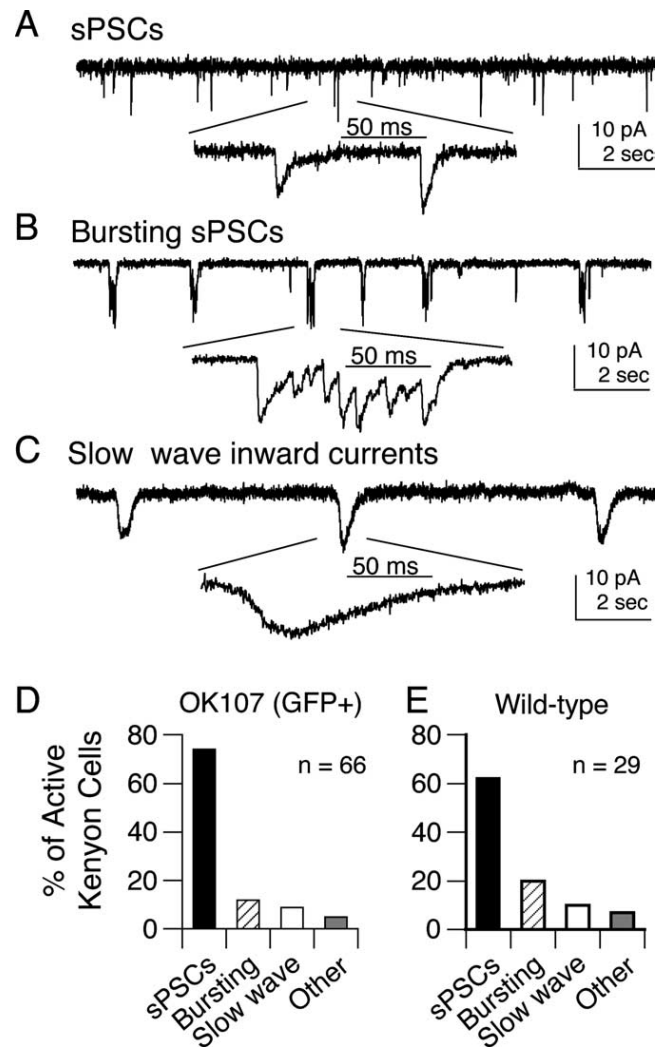 A sPSCs
50 ms
10 pA
2 sec
B Bursting sPSCs
50 ms
10 pA
2 sec
C Slow wave inward currents
50 ms
10 pA
2 sec
D OK107 (GFP+)
% of Active
Kenyon Cells
80
60
40
20
0
n = 66
sPSCs
Bursting
Slow wave
Other
E Wild-type
80
60
40
20
0
n = 29
sPSCs
Bursting
Slow wave
Other